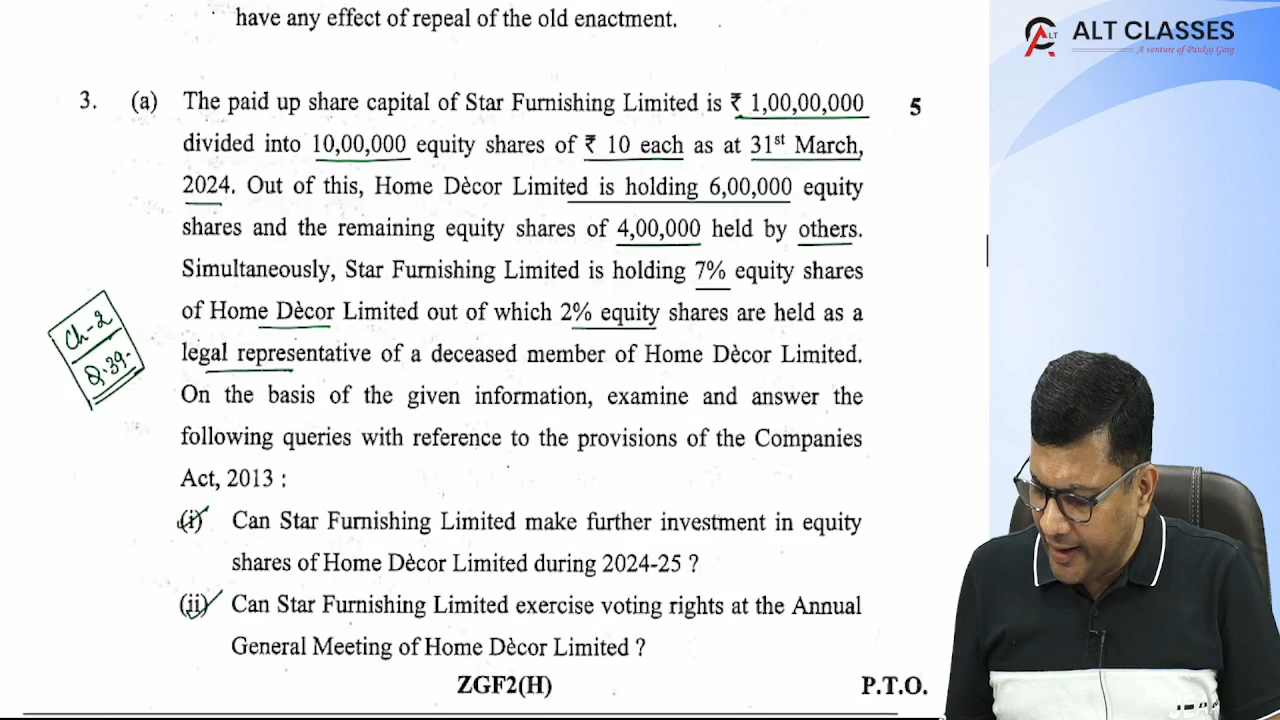 have any effect of repeal of the old enactment.
ALT CLASSES
A venture of Pankaj Garg
3. (a) The paid up share capital of Star Furnishing Limited is ₹ 1,00,00,000 5
divided into 10,00,000 equity shares of ₹ 10 each as at 31st March,
2024. Out of this, Home Dècor Limited is holding 6,00,000 equity
shares and the remaining equity shares of 4,00,000 held by others.
Simultaneously, Star Furnishing Limited is holding 7% equity shares
of Home Dècor Limited out of which 2% equity shares are held as a
legal representative of a deceased member of Home Dècor Limited.
On the basis of the given information, examine and answer the
following queries with reference to the provisions of the Companies
Act, 2013 :
Ch-2
Q.39
(i) Can Star Furnishing Limited make further investment in equity
shares of Home Dècor Limited during 2024-25 ?
(ii) Can Star Furnishing Limited exercise voting rights at the Annual
General Meeting of Home Dècor Limited ?
ZGF2(H) P.T.O.